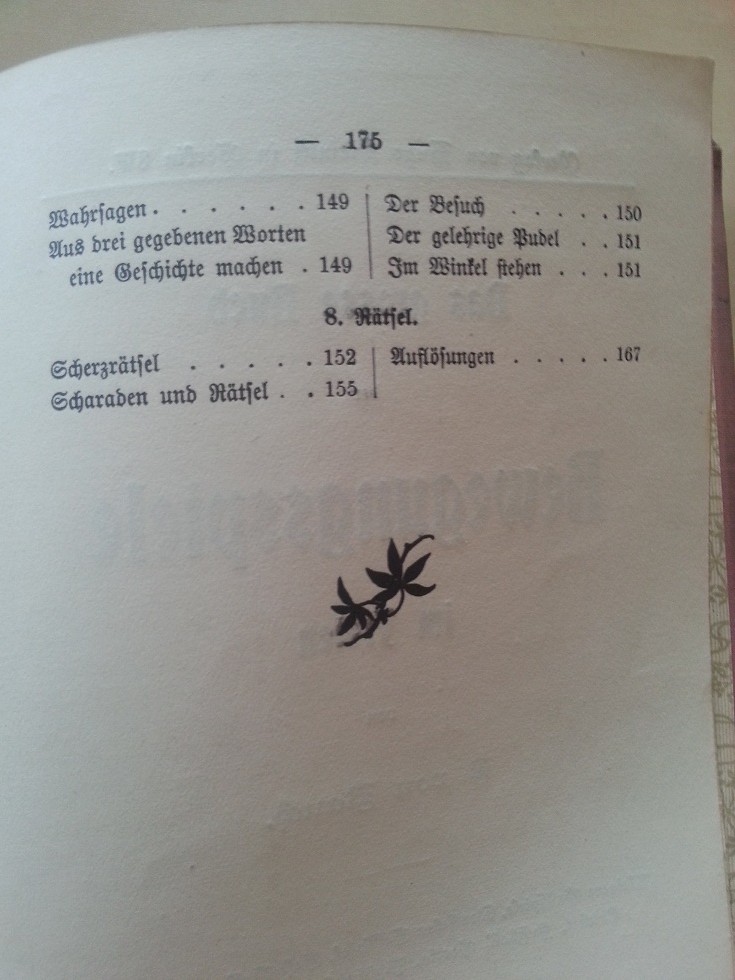 — 175 —
Wahrsagen . . . . . . 149
Aus drei gegebenen Worten
eine Geschichte machen . 149
Der Besuch . . . . . 150
Der gelehrige Pudel . . 151
Im Winkel stehen . . . 151
8. Rätsel.
Scherzrätsel . . . . . 152
Scharaden und Rätsel . . 155
Auflösungen . . . . . 167
Bewegungsspiele